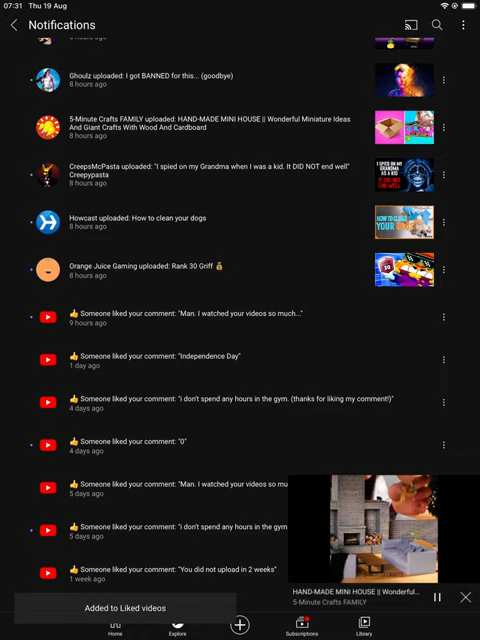 07:31 Thu 19 Aug
Notifications
8 hours ago
Ghoulz uploaded: I got BANNED for this... (goodbye)
8 hours ago
5-Minute Crafts FAMILY uploaded: HAND-MADE MINI HOUSE || Wonderful Miniature Ideas
And Giant Crafts With Wood And Cardboard
8 hours ago
CreepsMcPasta uploaded: "I spied on my Grandma when I was a kid. It DID NOT end well"
Creepypasta
8 hours ago
I SPIED ON MY
GRANDMA
AS A KID
IT DID NOT
END WELL
Howcast uploaded: How to clean your dogs
8 hours ago
HOW TO CLEAN
YOUR DOGS
Orange Juice Gaming uploaded: Rank 30 Griff 💰
8 hours ago
30
👍 Someone liked your comment: "Man. I watched your videos so much..."
9 hours ago
👍 Someone liked your comment: "Independence Day"
1 day ago
👍 Someone liked your comment: "i don't spend any hours in the gym. (thanks for liking my comment!)"
4 days ago
👍 Someone liked your comment: "0"
4 days ago
👍 Someone liked your comment: "Man. I watched your videos so mu
5 days ago
👍 Someone liked your comment: "i don't spend any hours in the gym.
5 days ago
👍 Someone liked your comment: "You did not upload in 2 weeks"
1 week ago
HAND-MADE MINI HOUSE || Wonderful...
5-Minute Crafts FAMILY
Added to Liked videos
Home
Explore
Subscriptions
Library